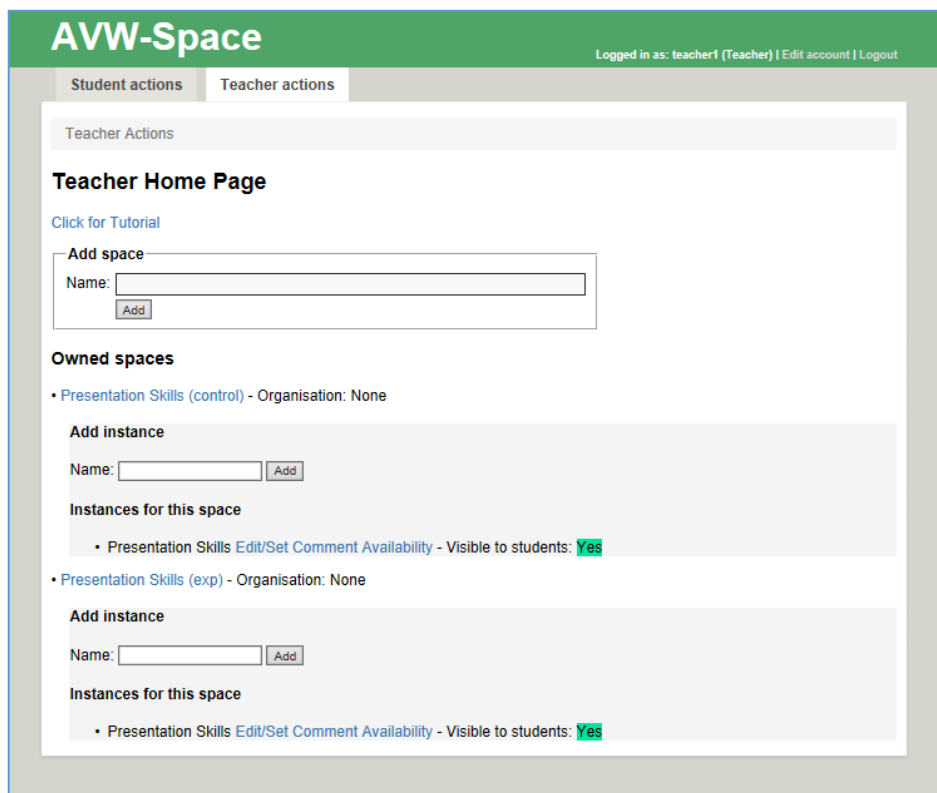 AVW-Space
Logged in as: teacher1 (Teacher) | Edit account | Logout
Student actions Teacher actions
Teacher Actions
Teacher Home Page
Click for Tutorial
Add space
Name:
Add
Owned spaces
• Presentation Skills (control) - Organisation: None
Add instance
Name: Add
Instances for this space
• Presentation Skills Edit/Set Comment Availability - Visible to students: Yes
• Presentation Skills (exp) - Organisation: None
Add instance
Name: Add
Instances for this space
• Presentation Skills Edit/Set Comment Availability - Visible to students: Yes